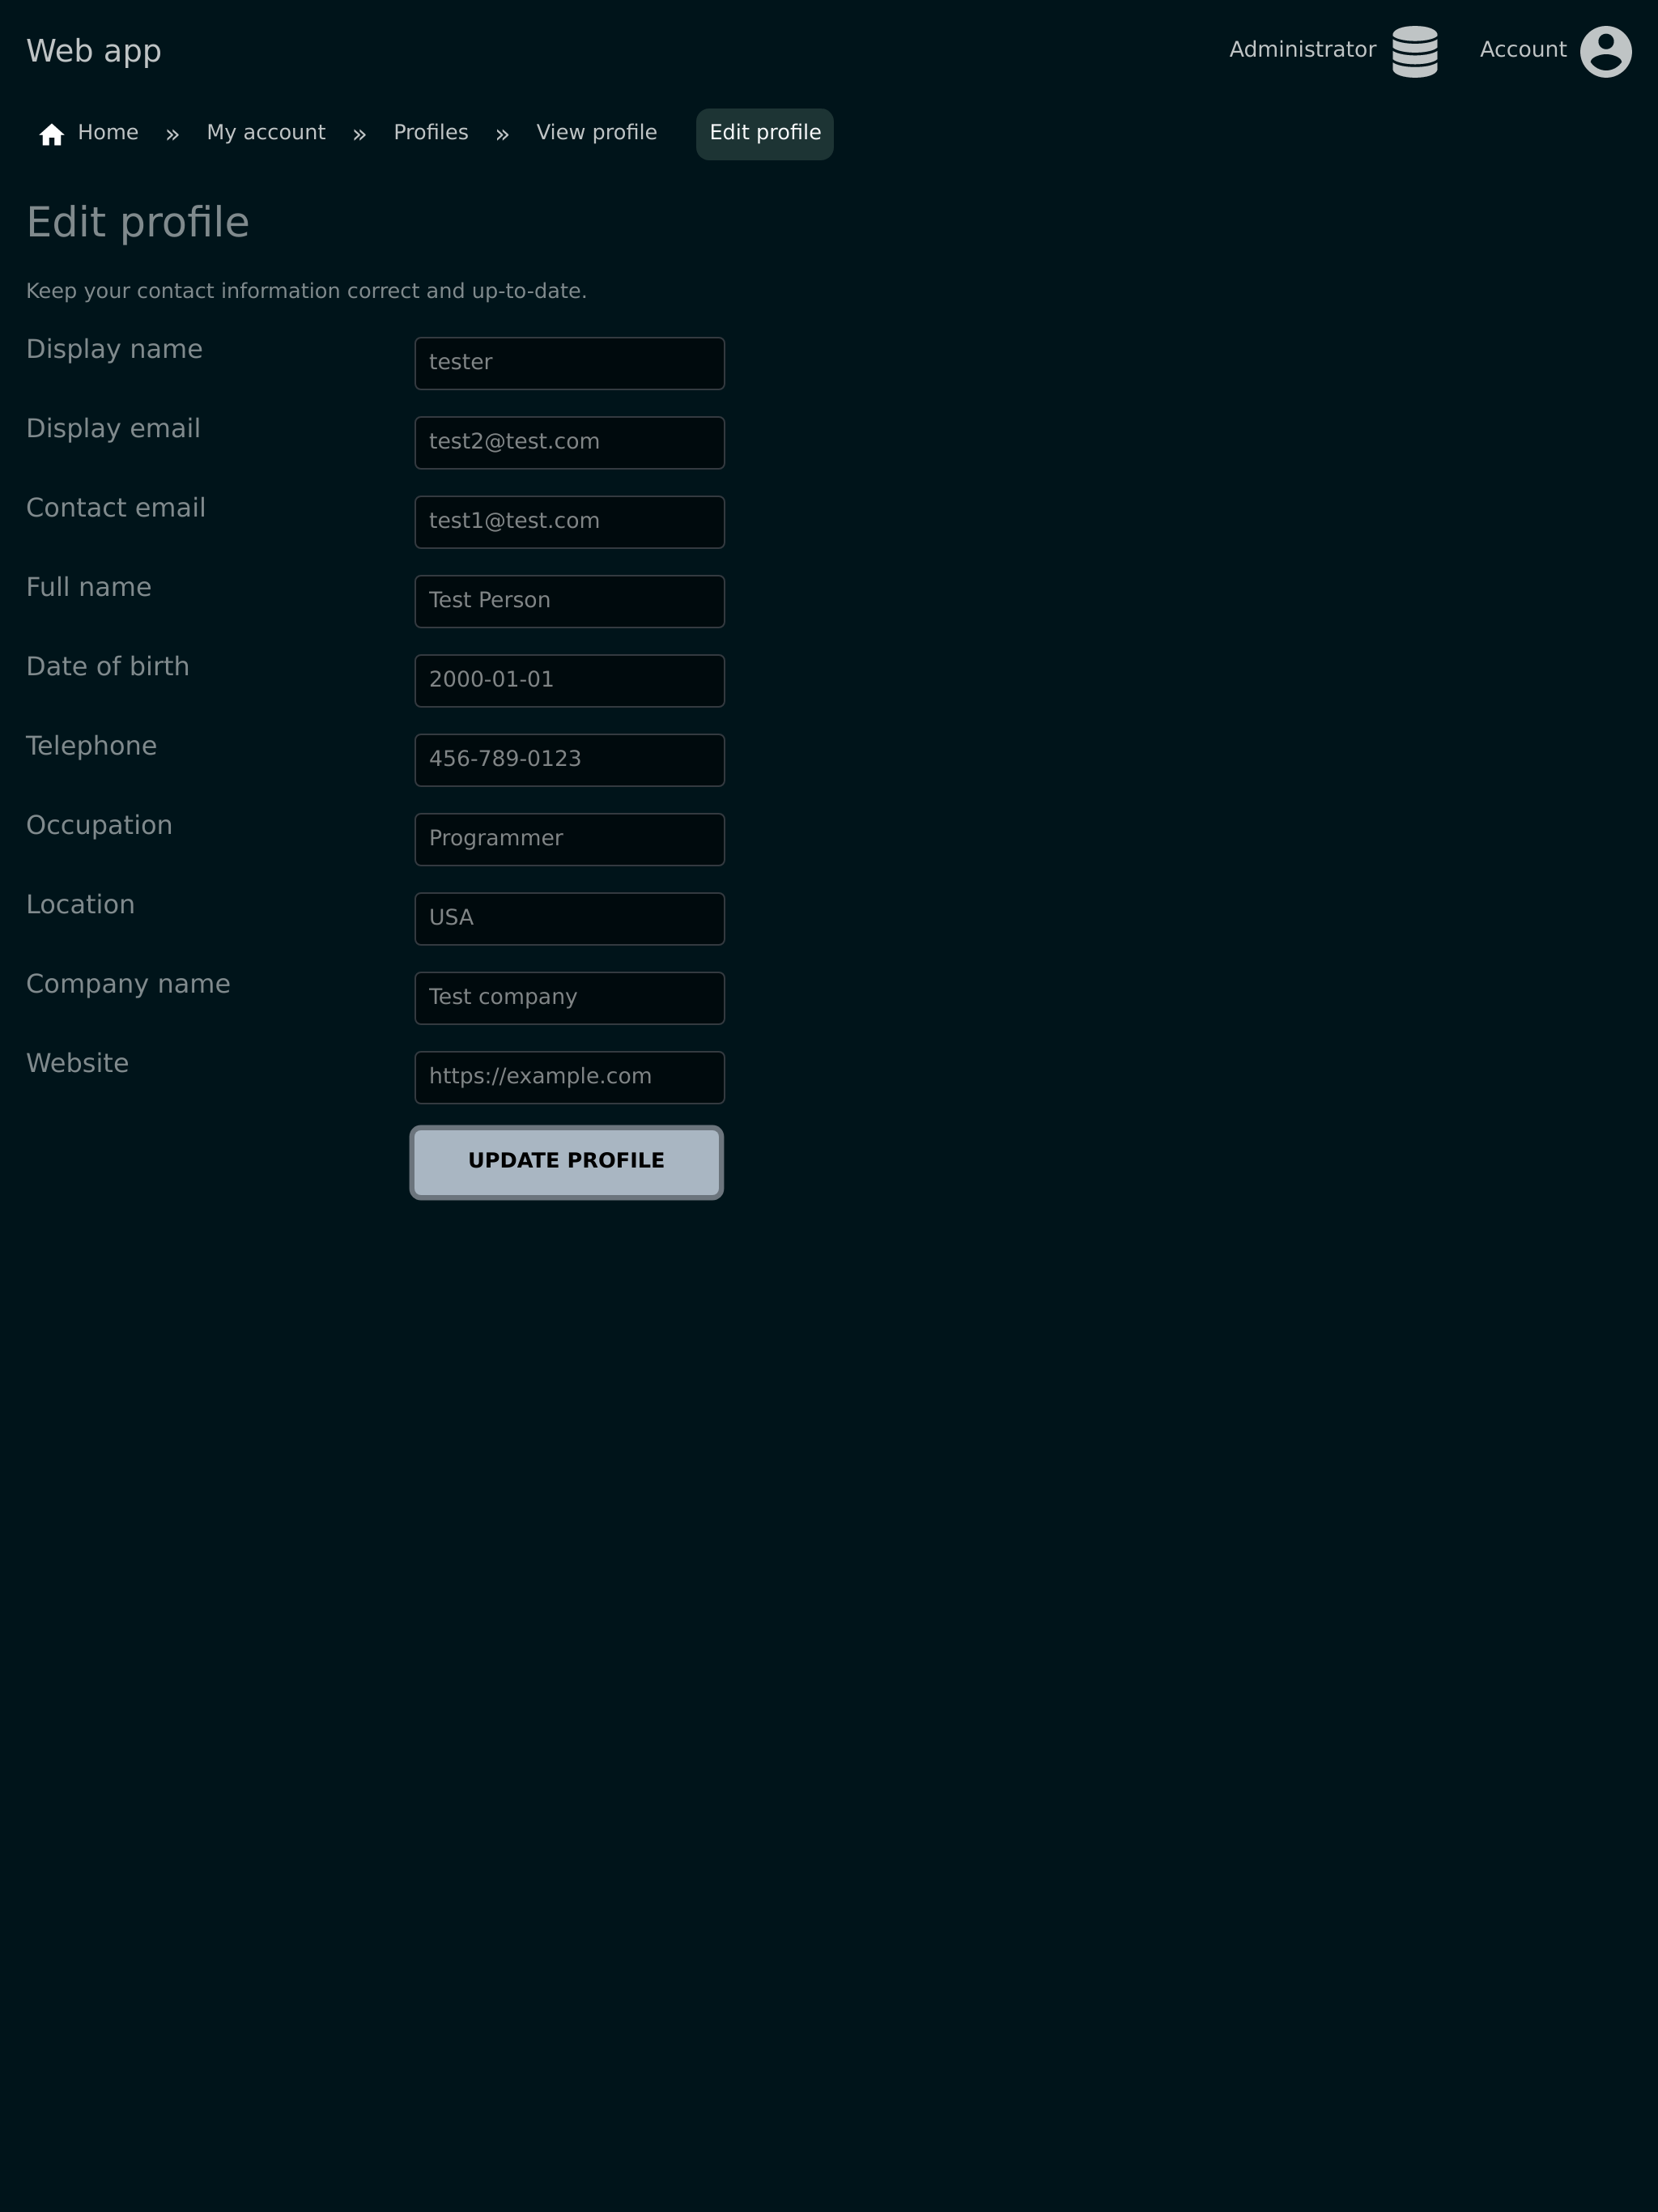 Web app
Administrator
Account
Home » My account » Profiles » View profile Edit profile
Edit profile
Keep your contact information correct and up-to-date.
Display name
tester
Display email
test2@test.com
Contact email
test1@test.com
Full name
Test Person
Date of birth
2000-01-01
Telephone
456-789-0123
Occupation
Programmer
Location
USA
Company name
Test company
Website
https://example.com
UPDATE PROFILE